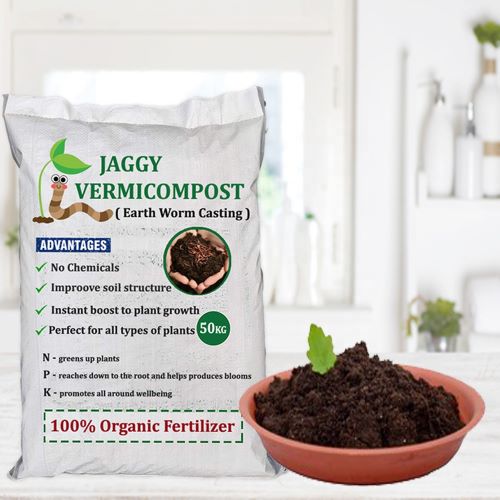 JAGGY
VERMICOMPOST
( Earth Worm Casting )
ADVANTAGES
No Chemicals
Improove soil structure
Instant boost to plant growth
Perfect for all types of plants
50KG
N - greens up plants
P - reaches down to the root and helps produces blooms
K - promotes all around wellbeing
100% Organic Fertilizer